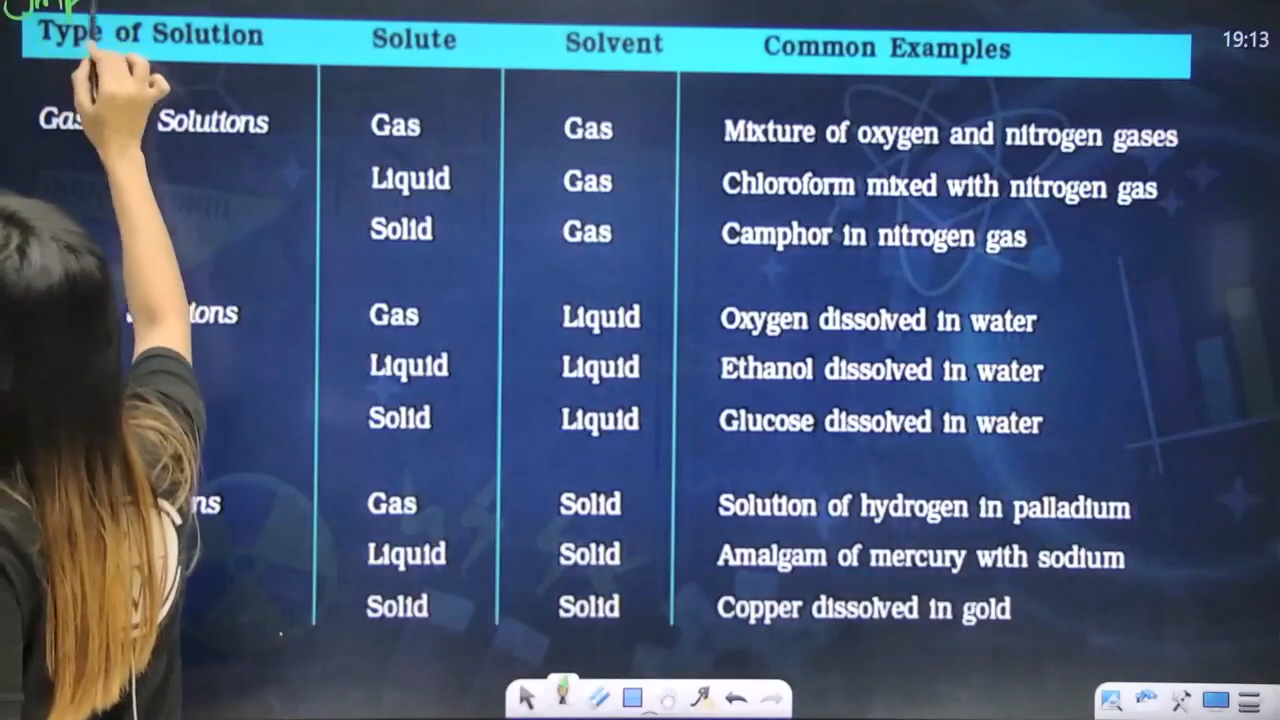 Type of Solution Solute Solvent Common Examples
19:13
Solutions Gas Gas Mixture of oxygen and nitrogen gases
Liquid Gas Chloroform mixed with nitrogen gas
Solid Gas Camphor in nitrogen gas
Gas Liquid Oxygen dissolved in water
Liquid Liquid Ethanol dissolved in water
Solid Liquid Glucose dissolved in water
Gas Solid Solution of hydrogen in palladium
Liquid Solid Amalgam of mercury with sodium
Solid Solid Copper dissolved in gold